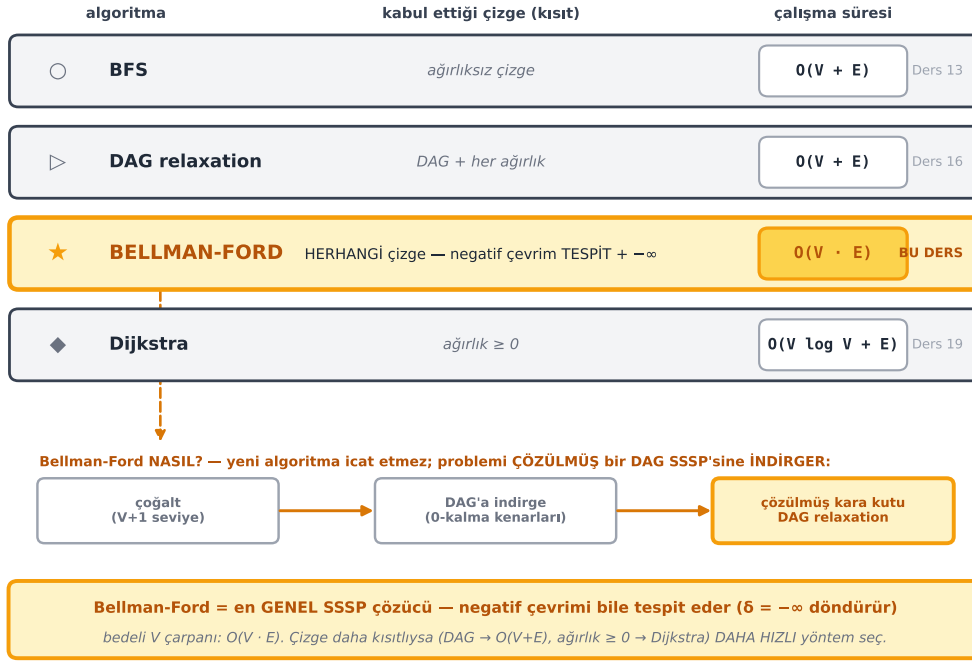 algoritma kabul ettiği çizge (kısıt) çalışma süresi
○ BFS ağırlıksız çizge O(V + E) Ders 13
▷ DAG relaxation DAG + her ağırlık O(V + E) Ders 16
★ BELLMAN-FORD HERHANGİ çizge — negatif çevrim TESPİT + −∞ O(V · E) BU DERS
◆ Dijkstra ağırlık ≥ 0 O(V log V + E) Ders 19
Bellman-Ford NASIL? — yeni algoritma icat etmez; problemi ÇÖZÜLMÜŞ bir DAG SSSP'sine İNDİRGER:
çoğalt
(V+1 seviye)
DAG'a indirge
(0-kalma kenarları)
çözülmüş kara kutu
DAG relaxation
Bellman-Ford = en GENEL SSSP çözücü — negatif çevrimi bile tespit eder (δ = −∞ döndürür)
bedeli V çarpanı: O(V · E). Çizge daha kısıtlıysa (DAG → O(V+E), ağırlık ≥ 0 → Dijkstra) DAHA HIZLI yöntem seç.